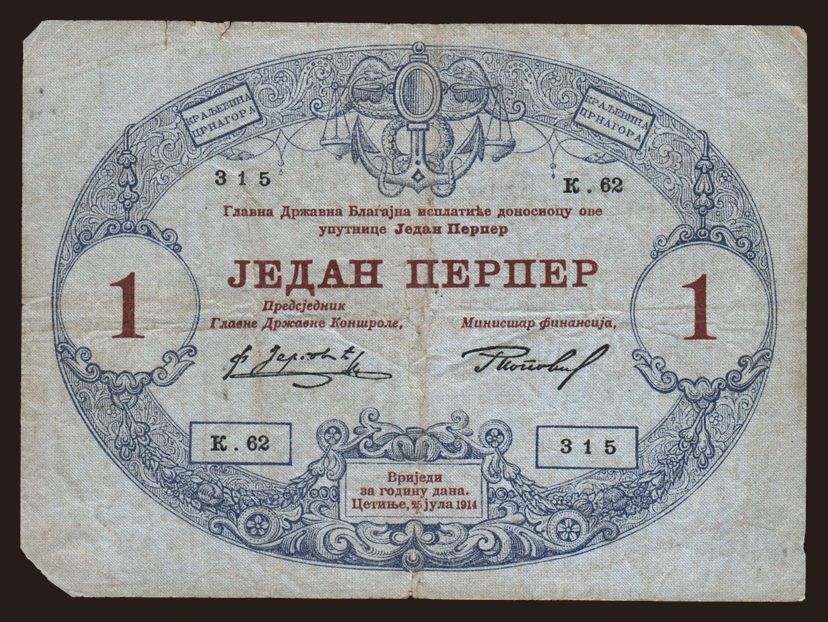 КРАЉЕВИНА
ЦРНАГОРА
КРАЉЕВИНА
ЦРНАГОРА
315
К. 62
Главна Државна Благајна исплатиће доносиоцу ове
упутнице Један Перпер
ЈЕДАН ПЕРПЕР
1
1
Предсједник
Главне Државне Контроле,
Министар финансија,
К. 62
315
Вриједи
за годину дана.
Цетиње, 25 јула 1914